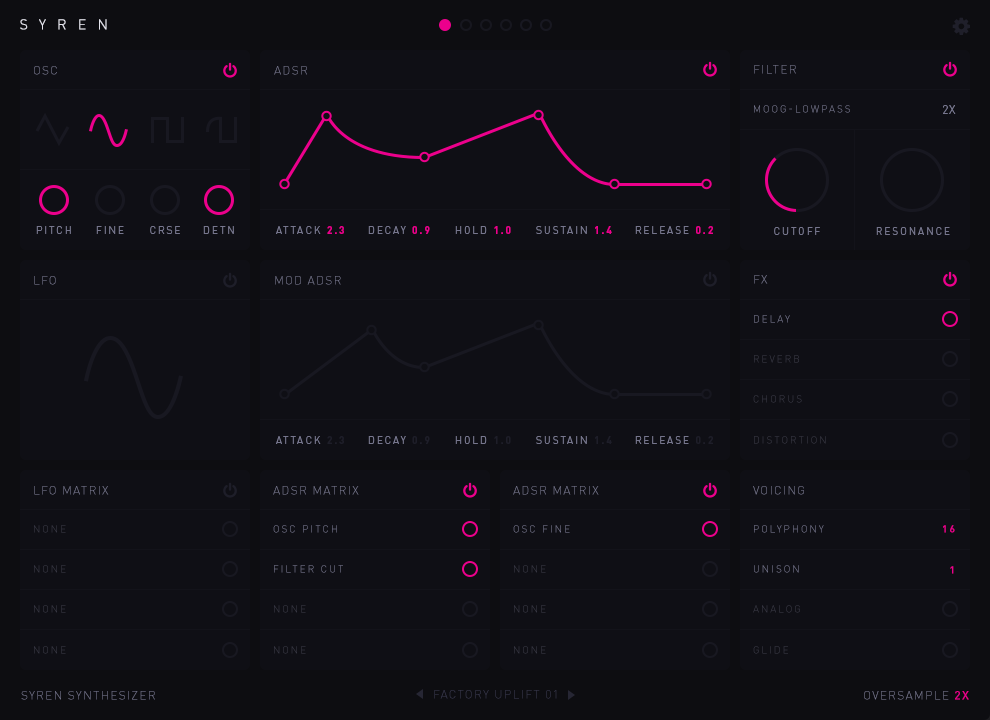 SYREN
OSC
PITCH FINE CRSE DETN
ADSR
ATTACK 2.3 DECAY 0.9 HOLD 1.0 SUSTAIN 1.4 RELEASE 0.2
FILTER
MOOG-LOWPASS 2X
CUTOFF RESONANCE
LFO
MOD ADSR
ATTACK 2.3 DECAY 0.9 HOLD 1.0 SUSTAIN 1.4 RELEASE 0.2
FX
DELAY
REVERB
CHORUS
DISTORTION
LFO MATRIX
NONE
NONE
NONE
NONE
ADSR MATRIX
OSC PITCH
FILTER CUT
NONE
NONE
ADSR MATRIX
OSC FINE
NONE
NONE
NONE
VOICING
POLYPHONY 16
UNISON 1
ANALOG
GLIDE
SYREN SYNTHESIZER
FACTORY UPLIFT 01
OVERSAMPLE 2X